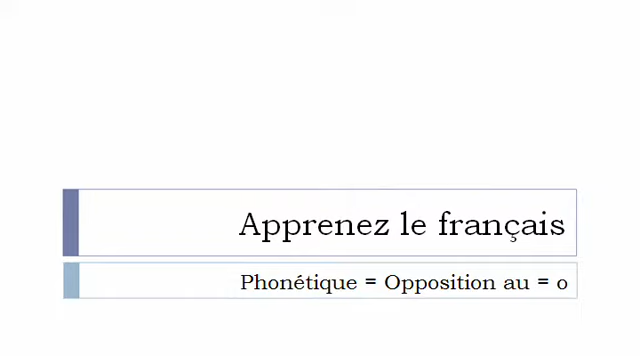 Apprenez le français
Phonétique = Opposition au = o